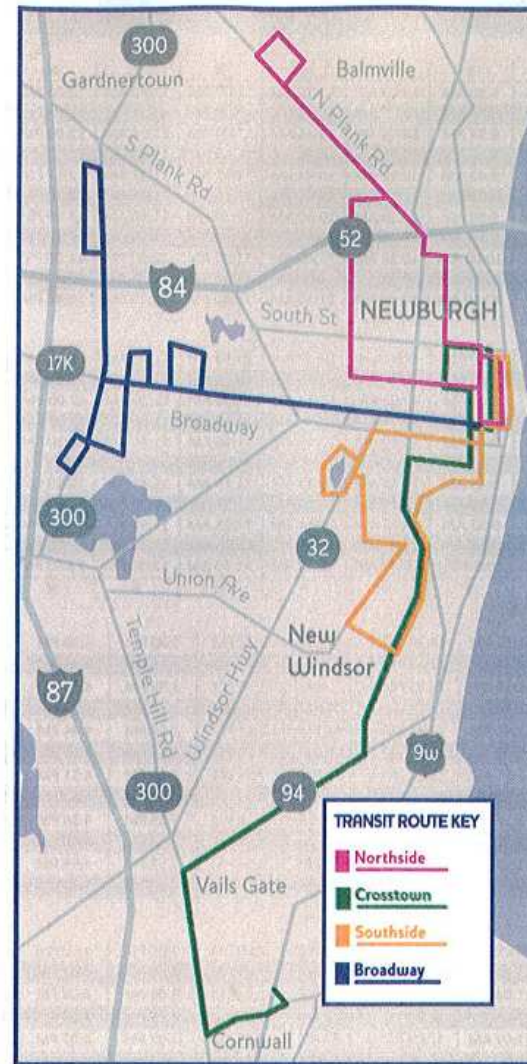 300
Gardnertown
Balmville
N Plank Rd
S Plank Rd
52
84
NEWBURGH
South St
17K
Broadway
300
32
Union Ave
New
Windsor
Temple Hill Rd
Windsor Hwy
87
9W
300
94
Vails Gate
Cornwall
TRANSIT ROUTE KEY
Northside
Crosstown
Southside
Broadway